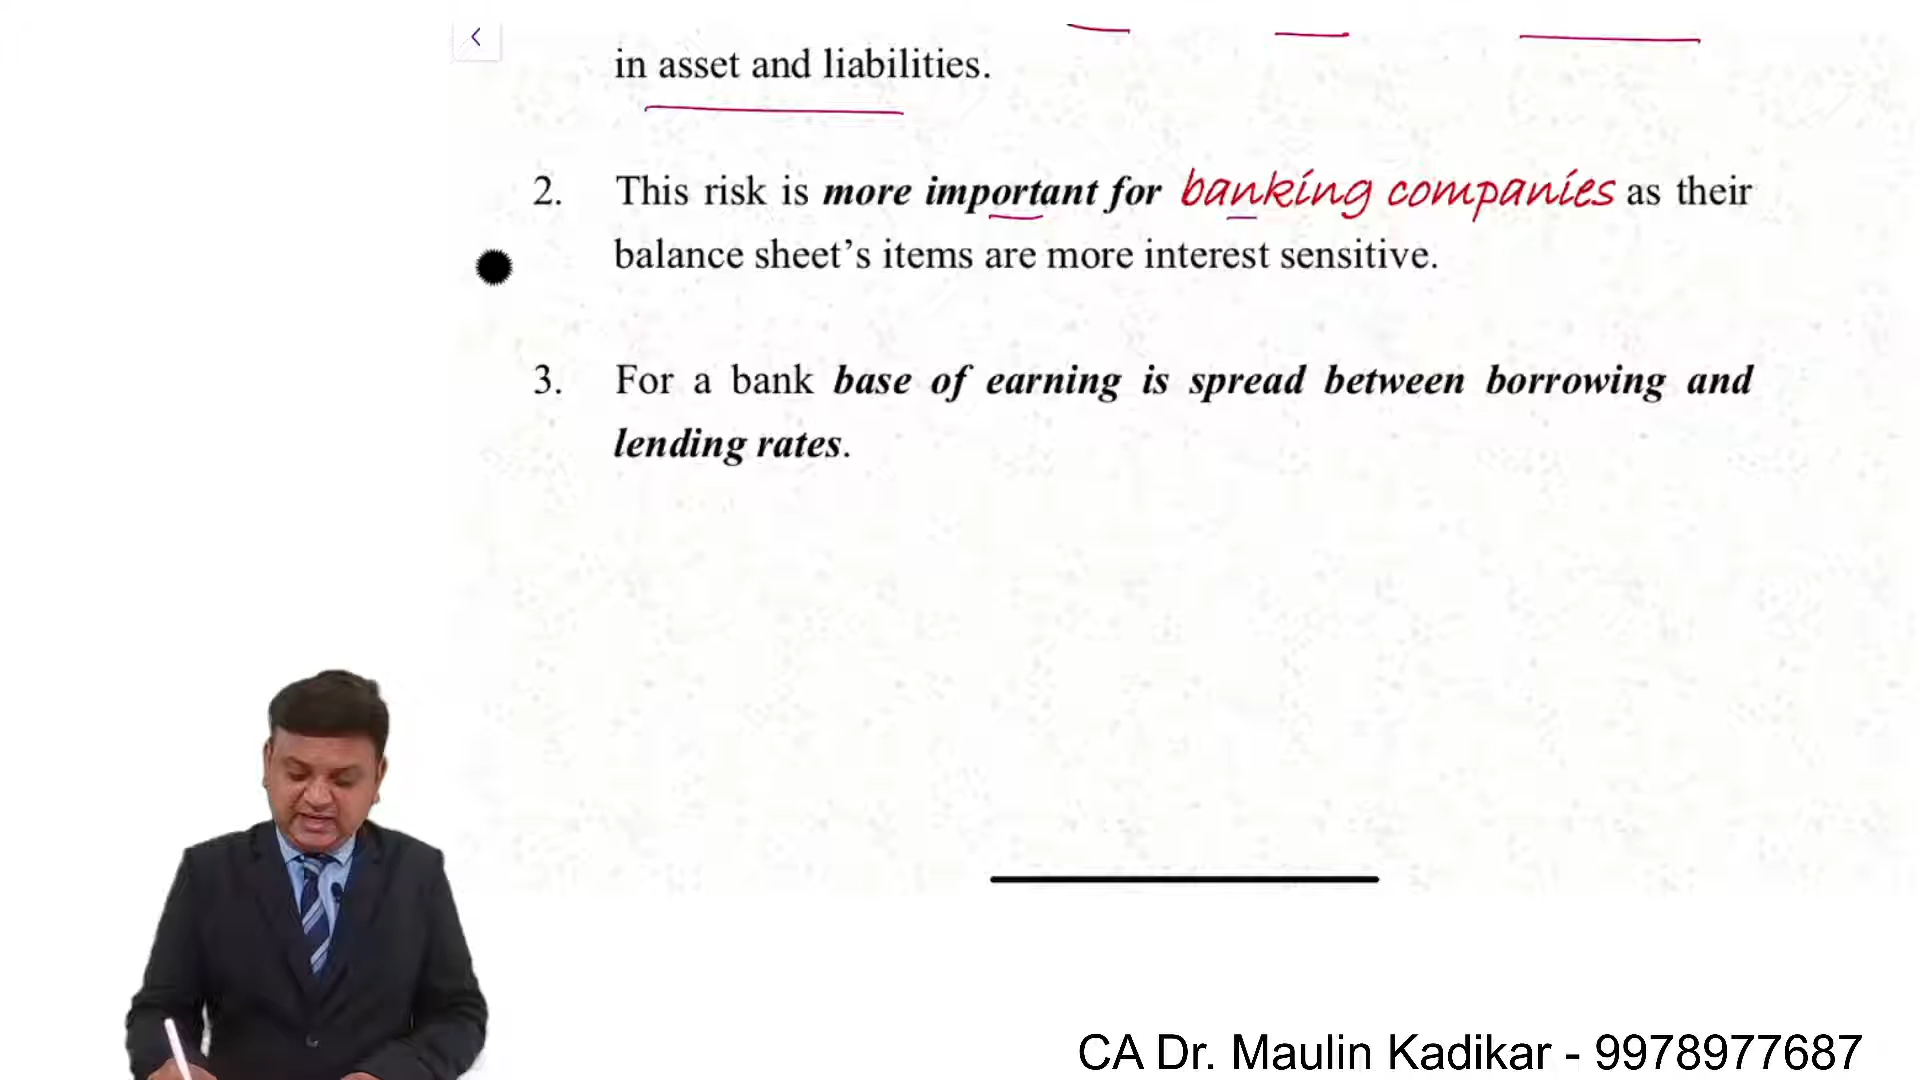 in asset and liabilities.
2. This risk is more important for banking companies as their
balance sheet’s items are more interest sensitive.
3. For a bank base of earning is spread between borrowing and
lending rates.
CA Dr. Maulin Kadikar - 9978977687